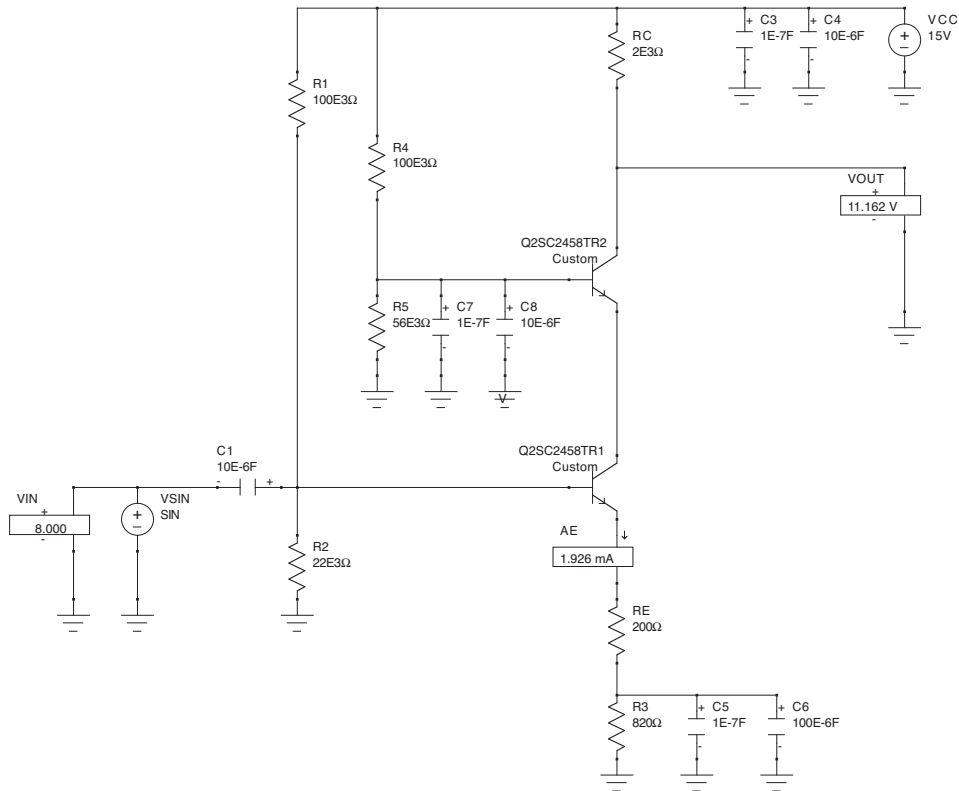 C3
1E-7F
C4
10E-6F
VCC
15V
RC
2E3Ω
R1
100E3Ω
R4
100E3Ω
VOUT
+
11.162 V
-
Q2SC2458TR2
Custom
R5
56E3Ω
C7
1E-7F
C8
10E-6F
V
Q2SC2458TR1
Custom
C1
10E-6F
VIN
+
8.000
-
VSIN
SIN
R2
22E3Ω
AE
1.926 mA
RE
200Ω
R3
820Ω
C5
1E-7F
C6
100E-6F